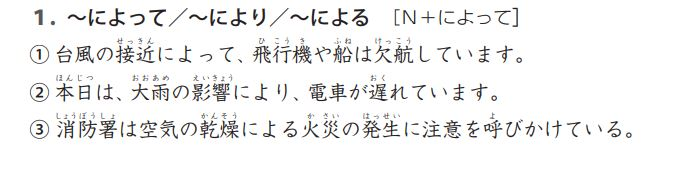 1．～によって／～により／～による ［N＋によって］
① 台風の接近によって、飛行機や船は欠航しています。
② 本日は、大雨の影響により、電車が遅れています。
③ 消防署は空気の乾燥による火災の発生に注意を呼びかけている。